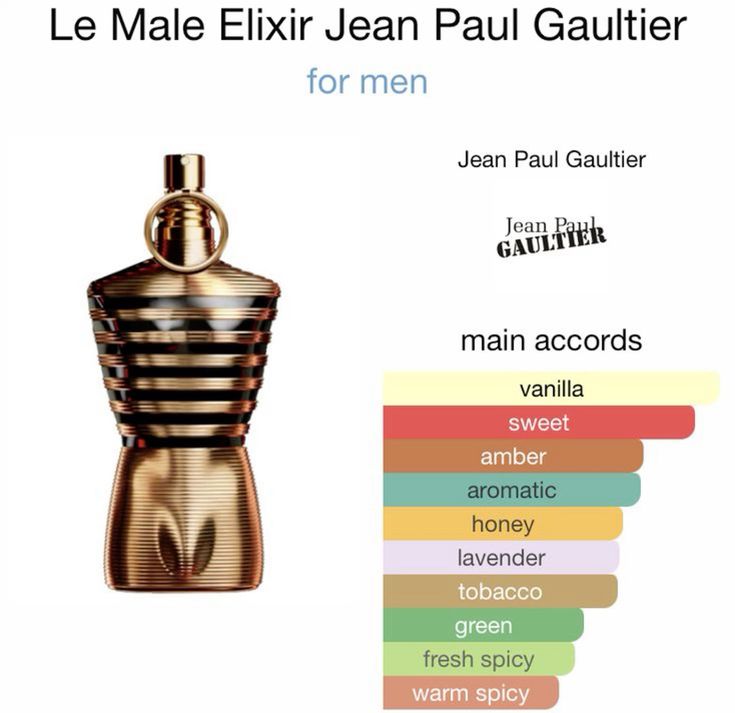 Le Male Elixir Jean Paul Gaultier
for men
Jean Paul Gaultier
Jean Paul
GAULTIER
main accords
vanilla
sweet
amber
aromatic
honey
lavender
tobacco
green
fresh spicy
warm spicy